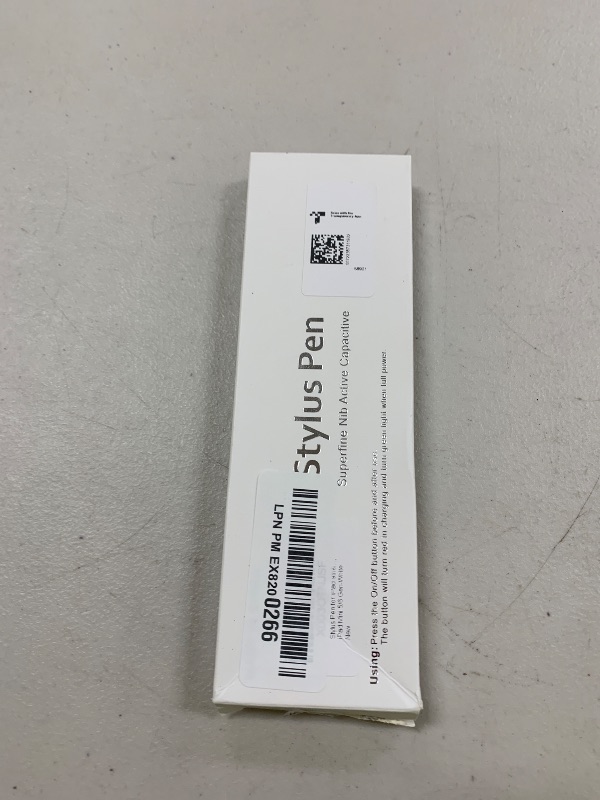 Stylus Pen
Superfine Nib Active Capacitive
LPN PM EX8200266
New
Using: Press the On/Off button before and after use.
The button will turn red in charging and turn green light when full power